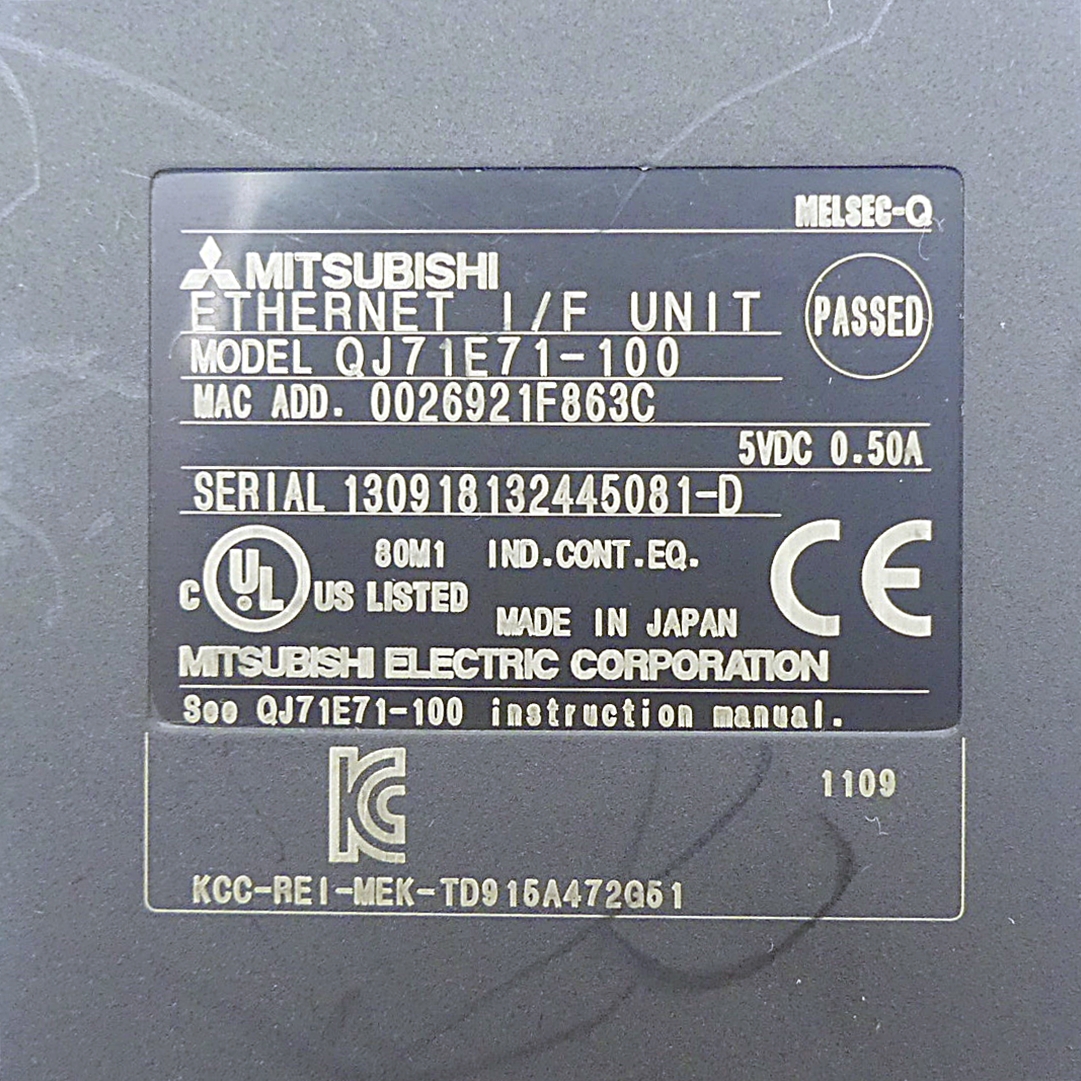 MELSEC-Q
MITSUBISHI
ETHERNET I/F UNIT
PASSED
MODEL QJ71E71-100
MAC ADD. 0026921F863C
5VDC 0.50A
SERIAL 130918132445081-D
80M1 IND.CONT.EQ.
C UL US LISTED
CE
MADE IN JAPAN
MITSUBISHI ELECTRIC CORPORATION
See QJ71E71-100 instruction manual.
KC
1109
KCC-REI-MEK-TD915A472G51